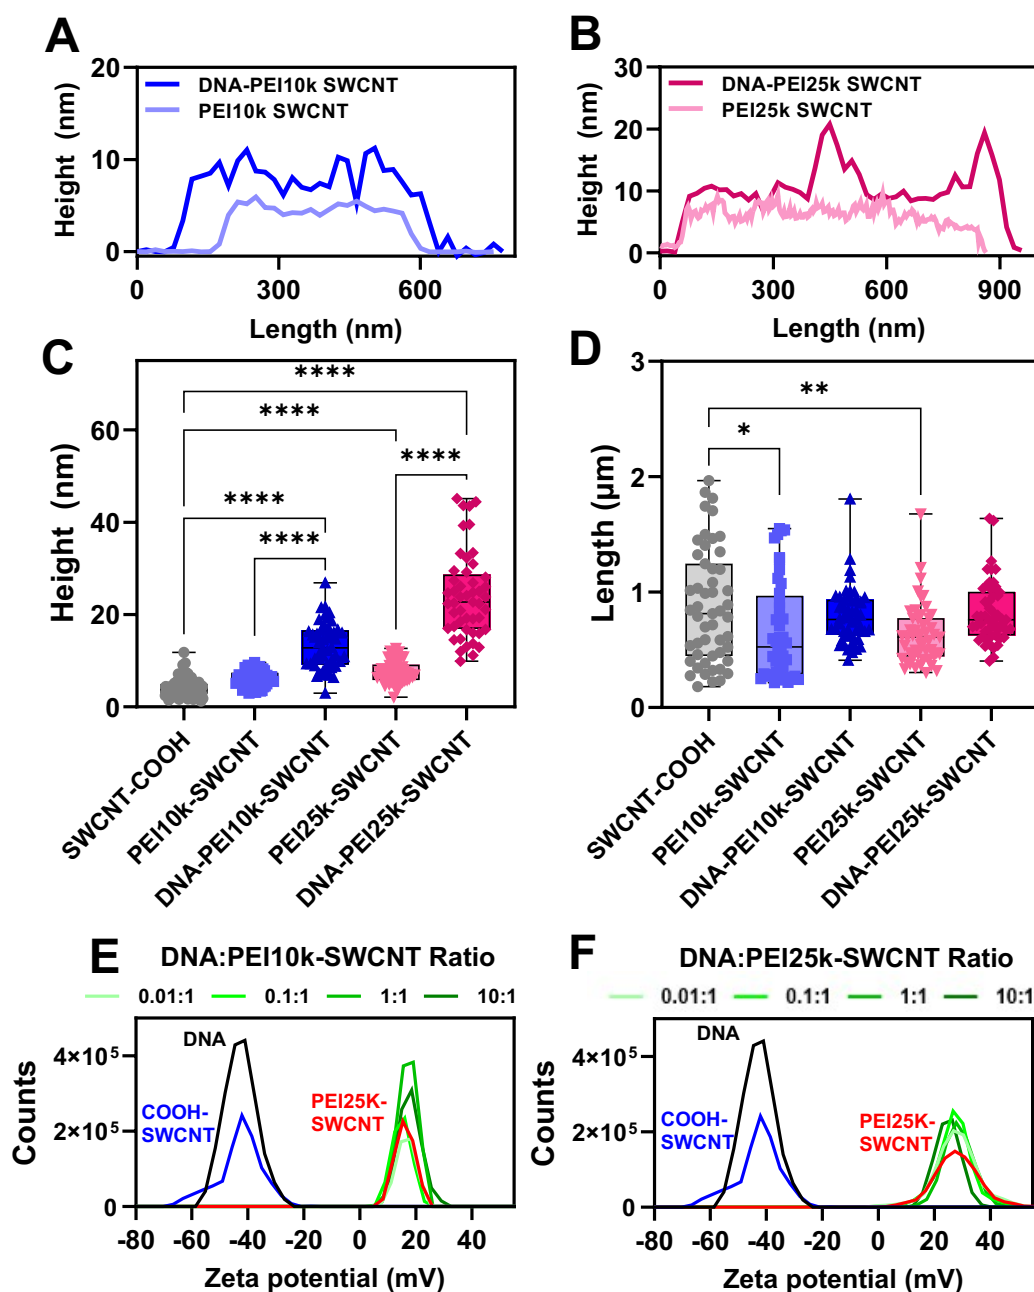 A
B
20
10
0
Height (nm)
DNA-PEI10k SWCNT
PEI10k SWCNT
0 300 600
Length (nm)
30
20
10
0
Height (nm)
DNA-PEI25k SWCNT
PEI25k SWCNT
0 300 600 900
Length (nm)
C
60
40
20
0
Height (nm)
****
****
****
****
****
SWCNT-COOH
PEI10k-SWCNT
DNA-PEI10k-SWCNT
PEI25k-SWCNT
DNA-PEI25k-SWCNT
D
3
2
1
0
Length (μm)
**
*
SWCNT-COOH
PEI10k-SWCNT
DNA-PEI10k-SWCNT
PEI25k-SWCNT
DNA-PEI25k-SWCNT
E
DNA:PEI10k-SWCNT Ratio
0.01:1 0.1:1 1:1 10:1
4×10⁵
2×10⁵
0
Counts
DNA
COOH-
SWCNT
PEI25K-
SWCNT
-80 -60 -40 -20 0 20 40
Zeta potential (mV)
F
DNA:PEI25k-SWCNT Ratio
0.01:1 0.1:1 1:1 10:1
4×10⁵
2×10⁵
0
Counts
DNA
COOH-
SWCNT
PEI25K-
SWCNT
-80 -60 -40 -20 0 20 40
Zeta potential (mV)